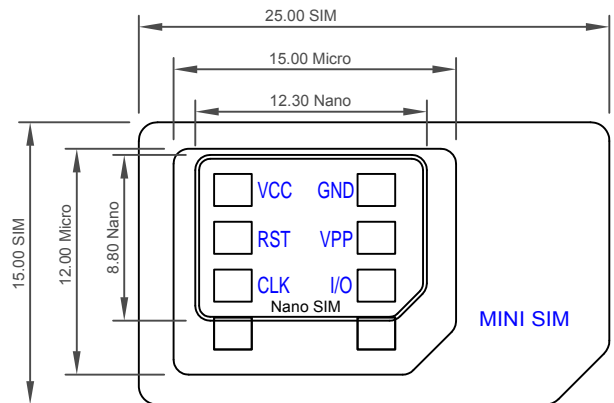 25.00 SIM
15.00 Micro
12.30 Nano
15.00 SIM
12.00 Micro
8.80 Nano
VCC GND
RST VPP
CLK I/O
Nano SIM
MINI SIM